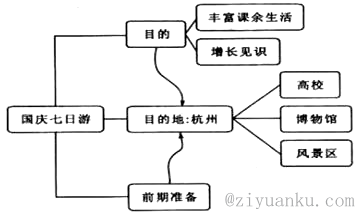 目的
丰富课余生活
增长见识
国庆七日游
目的地:杭州
高校
博物馆
风景区
前期准备
@ziyuanku.com